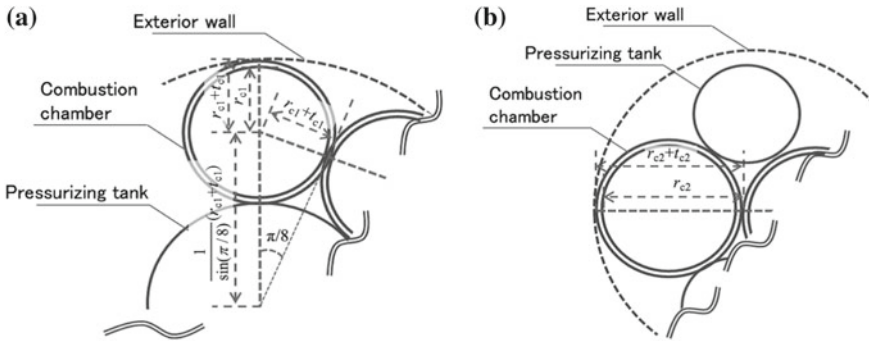 (a)
Exterior wall
Combustion
chamber
Pressurizing tank
r_c1+t_c1
r_c1
r_c1+t_c1
1/sin(π/8) (r_c1+t_c1)
π/8
(b)
Exterior wall
Pressurizing tank
Combustion
chamber
r_c2+t_c2
r_c2